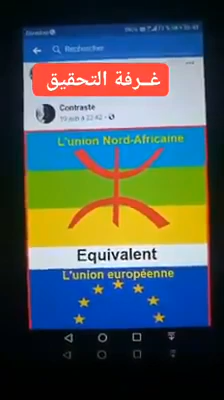 Rechercher
غرفة التحقيق
Contraste
L'union Nord-Africaine
Equivalent
L'union européenne